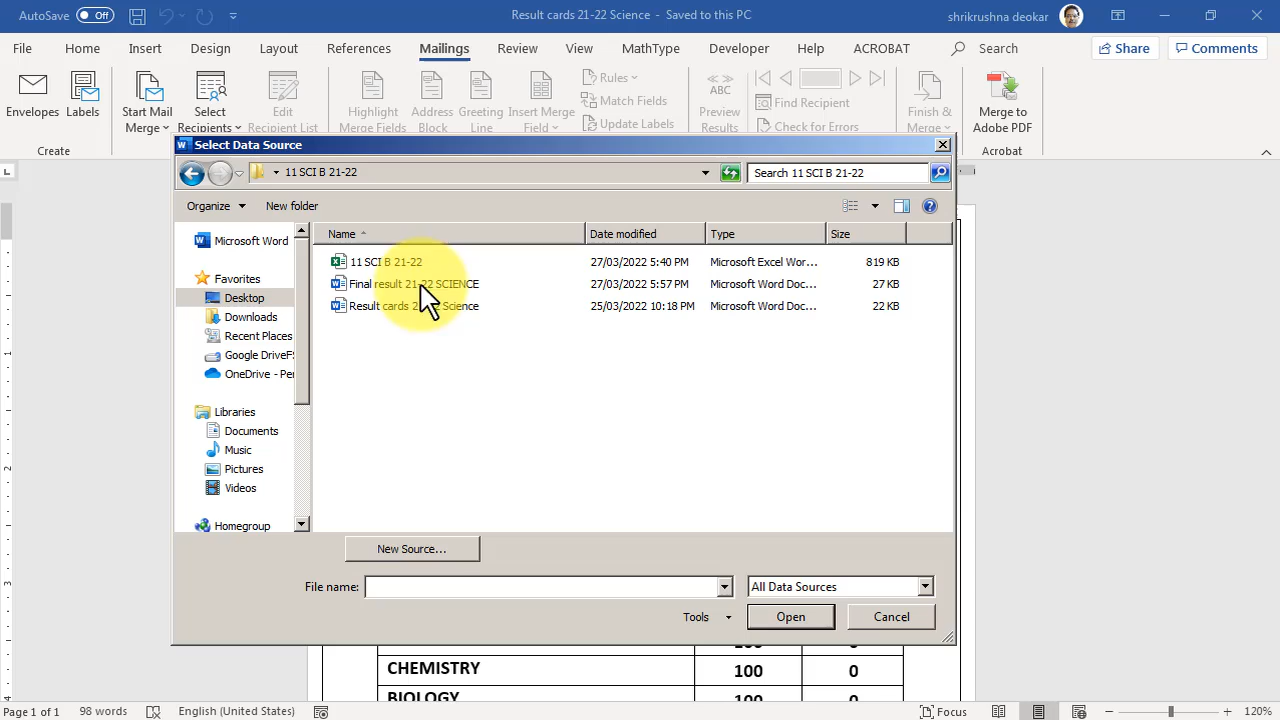 AutoSave Off
Result cards 21-22 Science - Saved to this PC
shrikrushna deokar
File Home Insert Design Layout References Mailings Review View MathType Developer Help ACROBAT Search Share Comments
Envelopes
Labels
Start Mail
Merge
Select
Recipients
Edit
Recipient List
Highlight
Merge Fields
Address
Block
Greeting
Line
Insert Merge
Field
Rules
Match Fields
Update Labels
ABC
Preview
Results
Find Recipient
Check for Errors
Finish &
Merge
Merge to
Adobe PDF
Create
Acrobat
Select Data Source
11 SCI B 21-22
Search 11 SCI B 21-22
Organize New folder
Name Date modified Type Size
Microsoft Word
Favorites
Desktop
Downloads
Recent Places
Google DriveFS
OneDrive - Per
Libraries
Documents
Music
Pictures
Videos
Homegroup
11 SCI B 21-22 27/03/2022 5:40 PM Microsoft Excel Wor... 819 KB
Final result 21-22 SCIENCE 27/03/2022 5:57 PM Microsoft Word Doc... 27 KB
Result cards 2 Science 25/03/2022 10:18 PM Microsoft Word Doc... 22 KB
New Source...
File name:
All Data Sources
Tools Open Cancel
100 0
CHEMISTRY 100 0
BIOLOGY 100 0
Page 1 of 1 98 words English (United States) Focus 120%